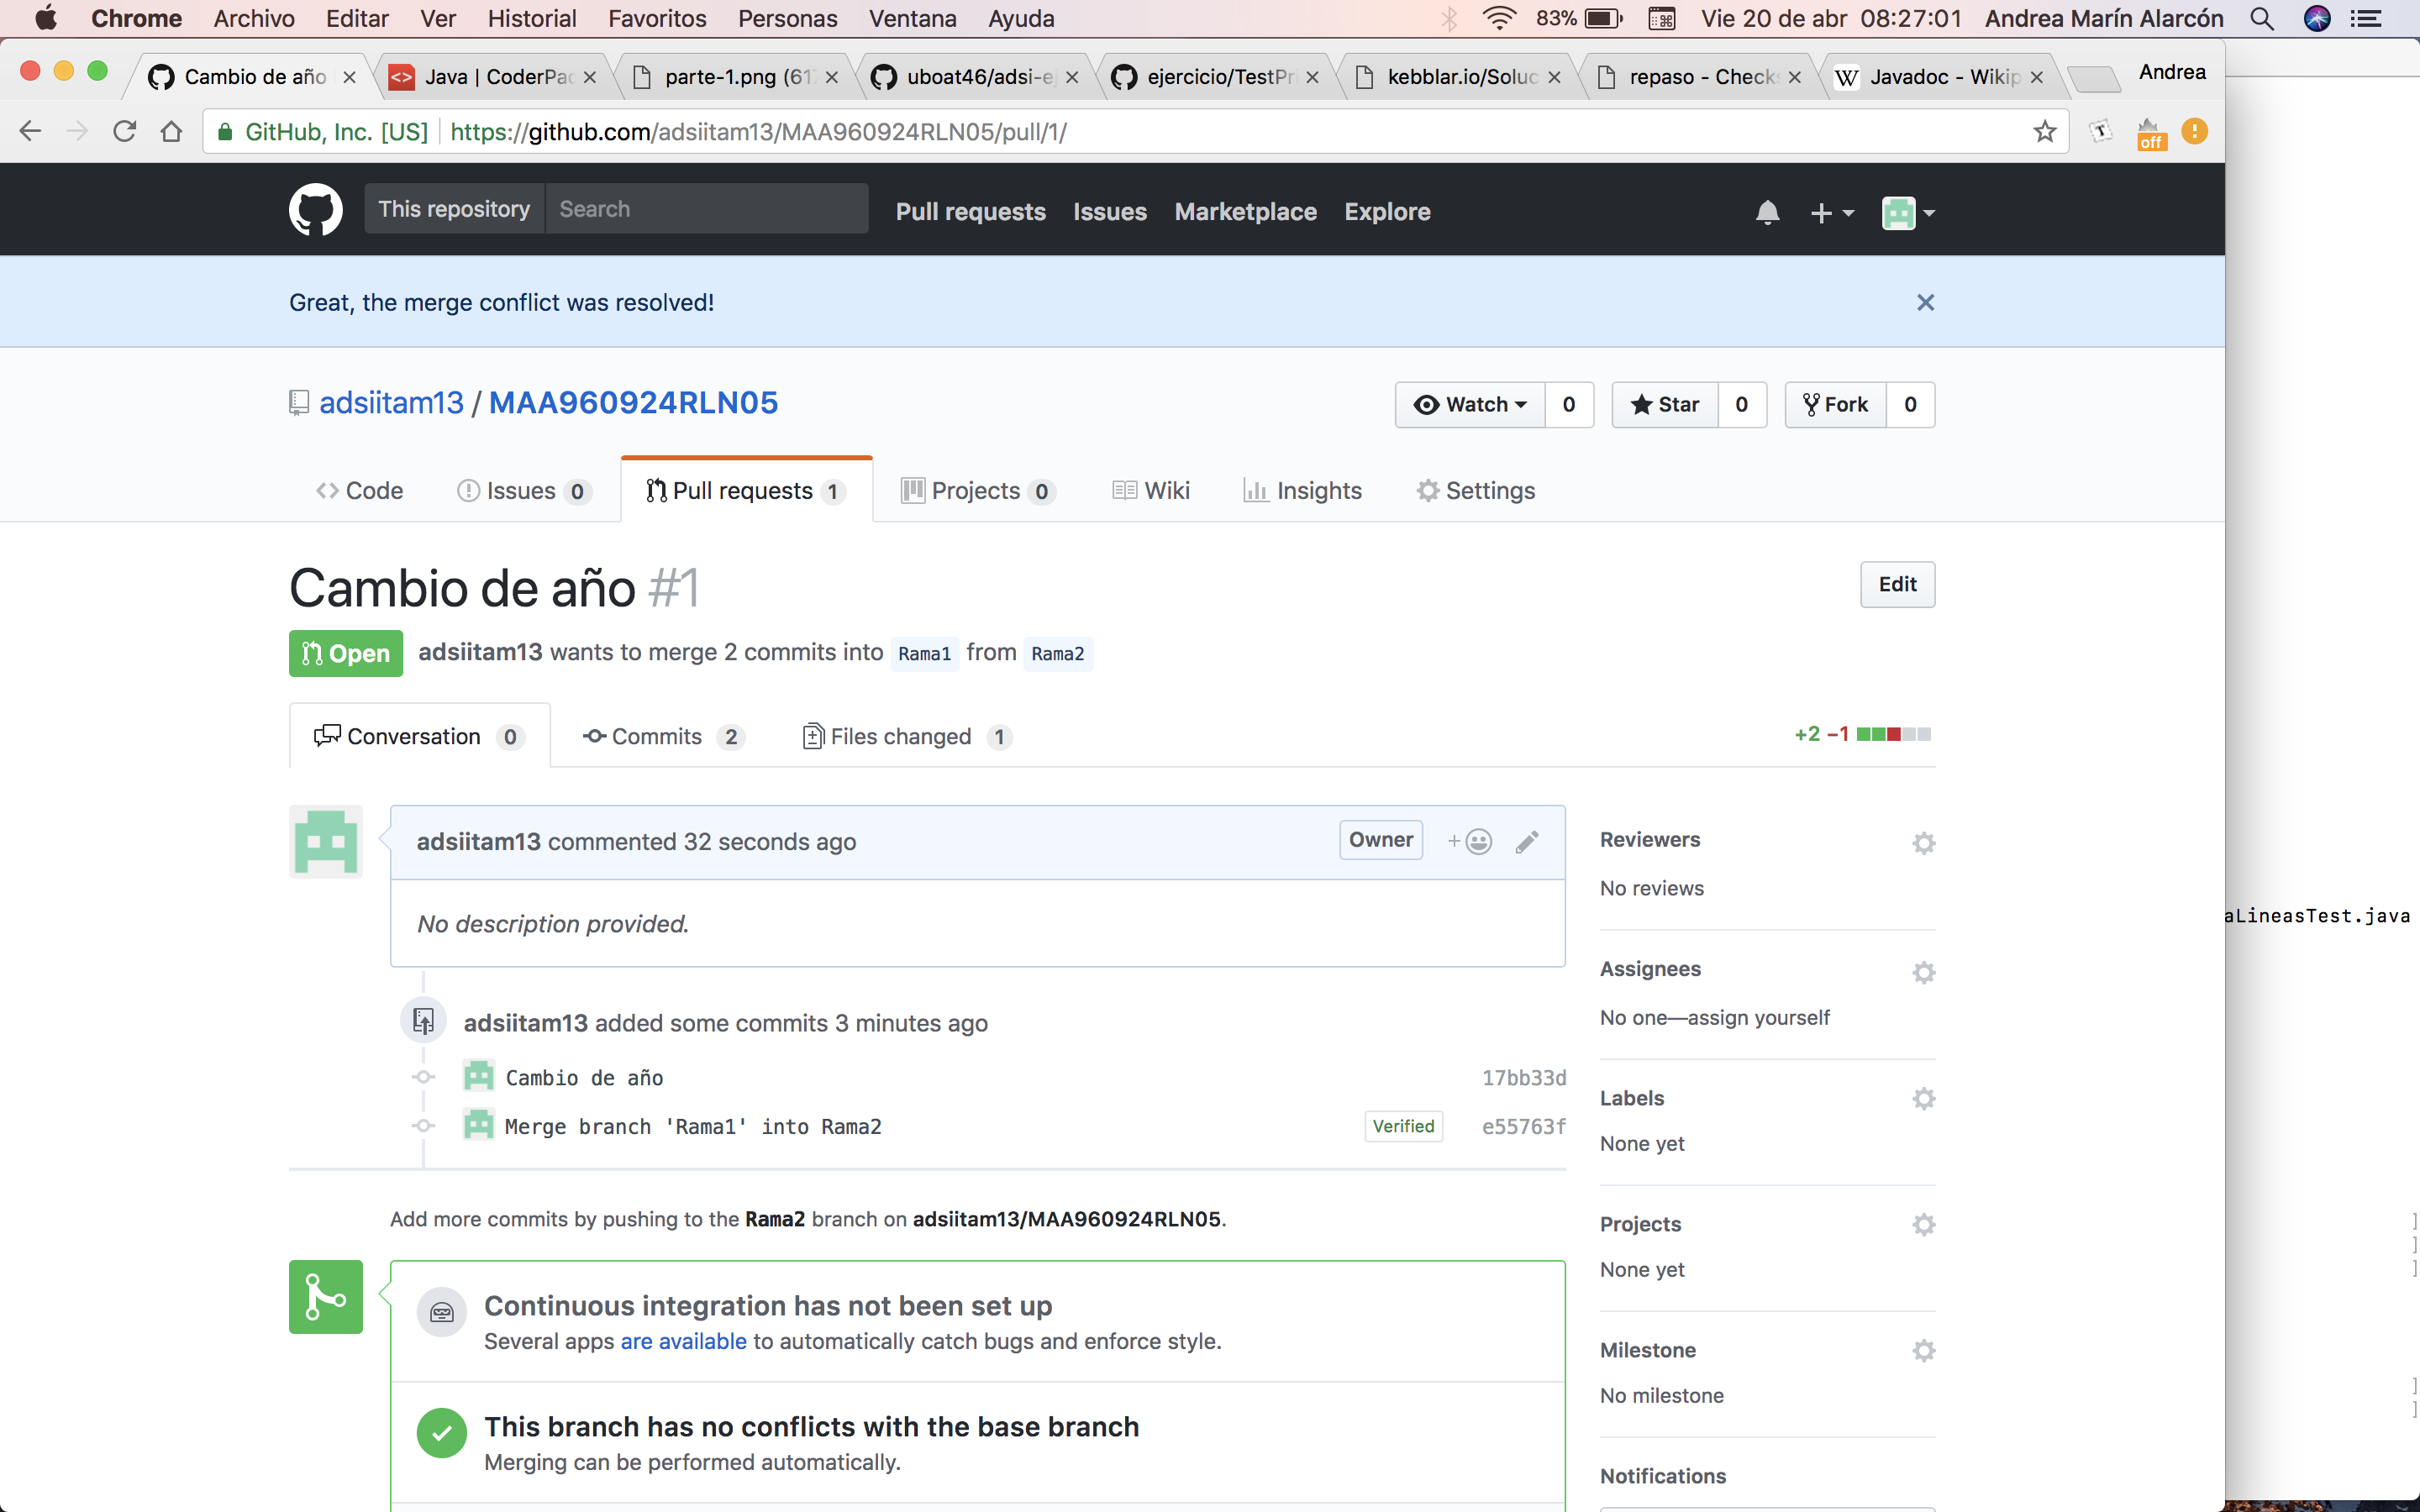 Chrome Archivo Editar Ver Historial Favoritos Personas Ventana Ayuda 83% Vie 20 de abr 08:27:01 Andrea Marín Alarcón
Cambio de año Java | CoderPac parte-1.png (61 uboat46/adsi-ej ejercicio/TestPri kebblar.io/Soluc repaso - Checks Javadoc - Wikip Andrea
GitHub, Inc. [US] https://github.com/adsiitam13/MAA960924RLN05/pull/1/ off
This repository Search Pull requests Issues Marketplace Explore
Great, the merge conflict was resolved!
adsiitam13 / MAA960924RLN05 Watch 0 Star 0 Fork 0
Code Issues 0 Pull requests 1 Projects 0 Wiki Insights Settings
Cambio de año #1 Edit
Open adsiitam13 wants to merge 2 commits into Rama1 from Rama2
Conversation 0 Commits 2 Files changed 1 +2 −1
adsiitam13 commented 32 seconds ago Owner
No description provided.
adsiitam13 added some commits 3 minutes ago
Cambio de año 17bb33d
Merge branch 'Rama1' into Rama2 Verified e55763f
Add more commits by pushing to the Rama2 branch on adsiitam13/MAA960924RLN05.
Continuous integration has not been set up
Several apps are available to automatically catch bugs and enforce style.
This branch has no conflicts with the base branch
Merging can be performed automatically.
Reviewers
No reviews
Assignees
No one—assign yourself
Labels
None yet
Projects
None yet
Milestone
No milestone
Notifications
aLineasTest.java
]
]
]
]
]